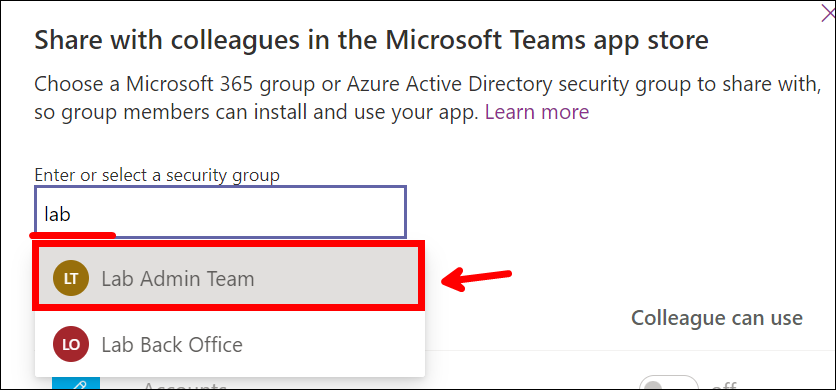 Share with colleagues in the Microsoft Teams app store
Choose a Microsoft 365 group or Azure Active Directory security group to share with,
so group members can install and use your app. Learn more
Enter or select a security group
lab
LT Lab Admin Team
LO Lab Back Office
Colleague can use
Accounts
off